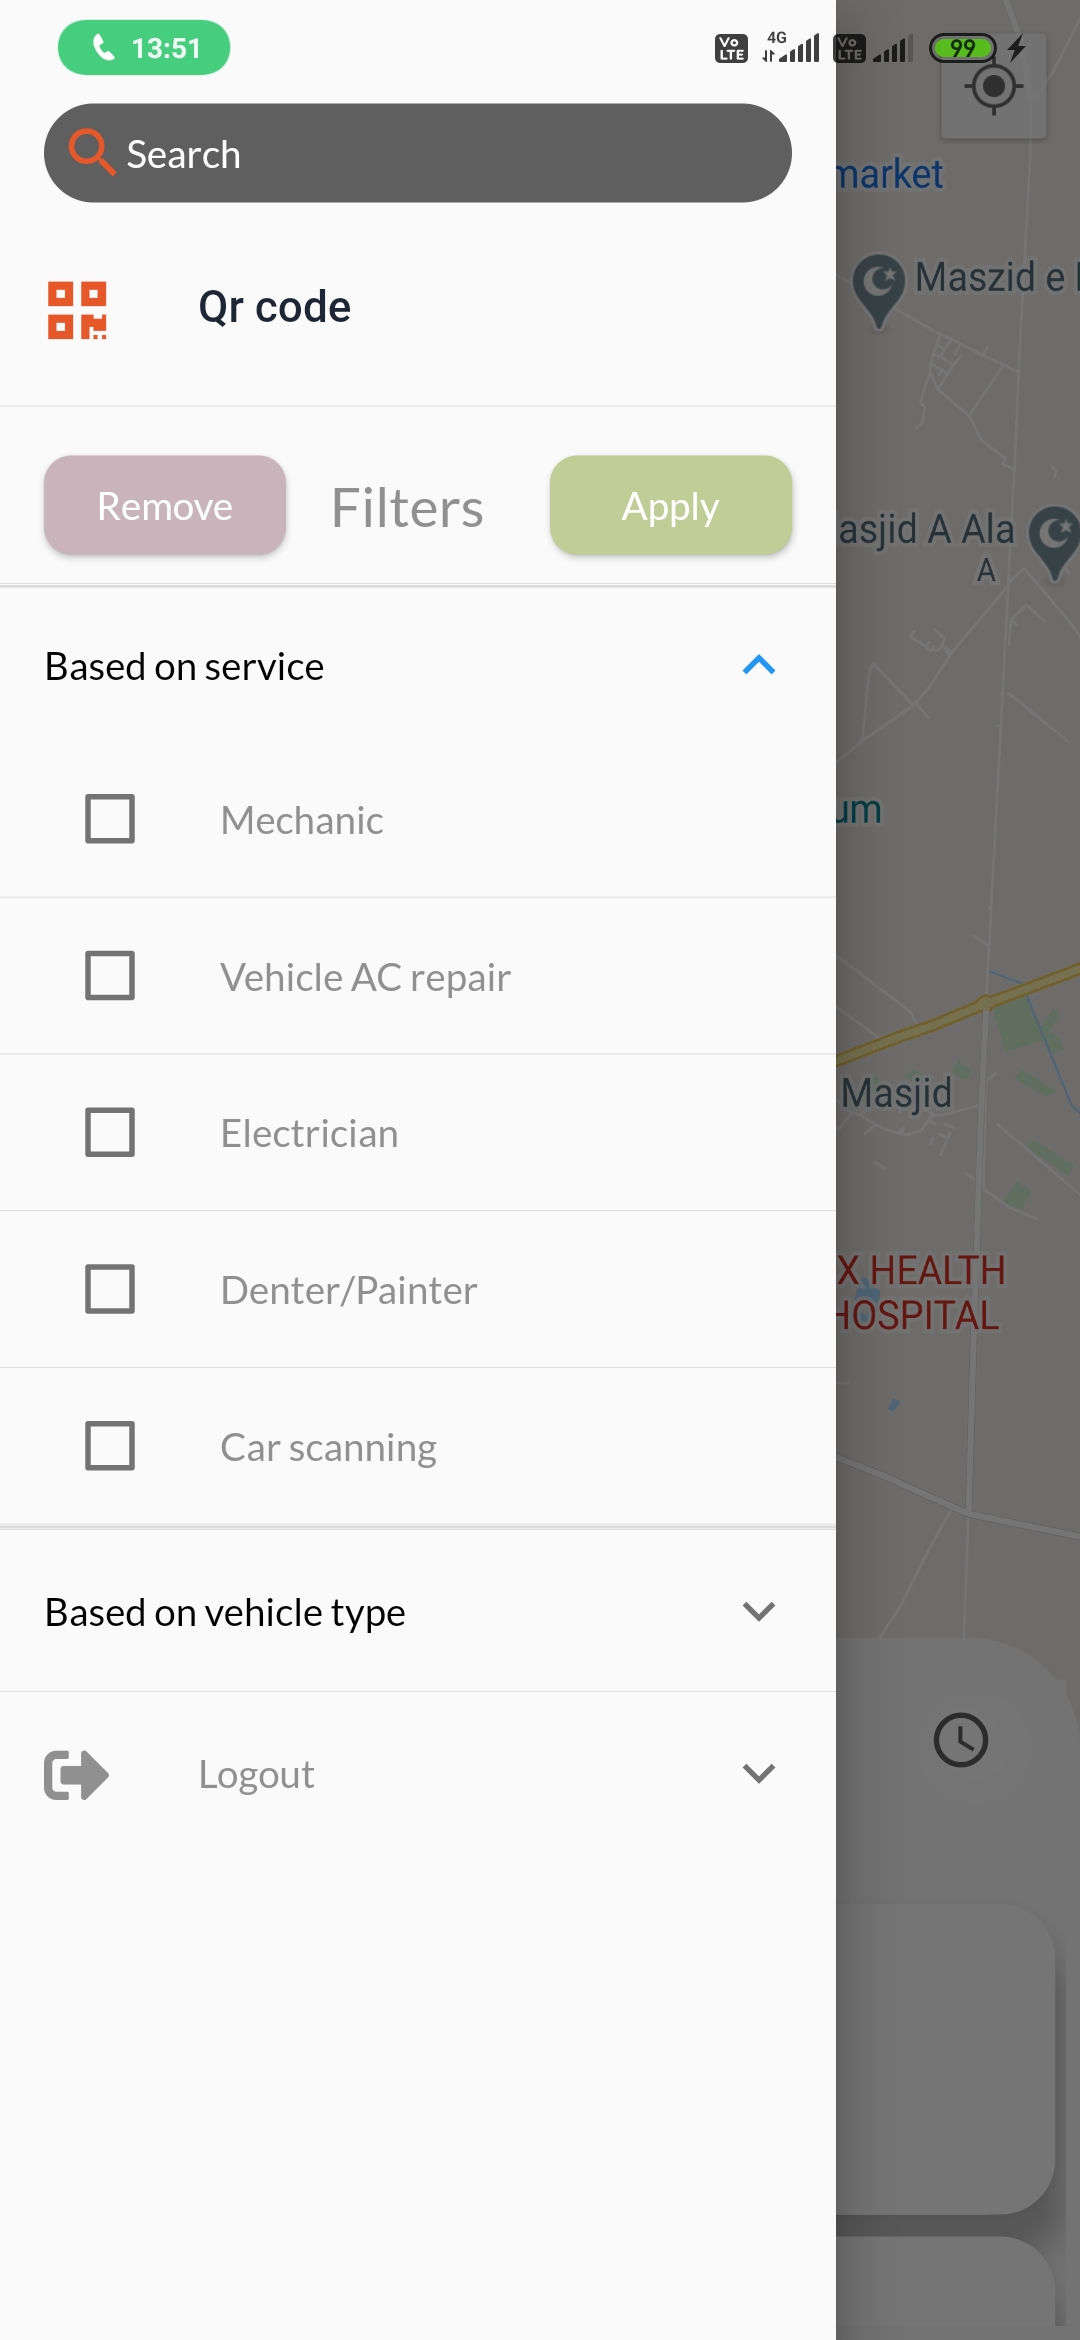 13:51
Vo LTE 4G Vo LTE 99
Search
market
Qr code
Maszid e
Remove
Filters
Apply
asjid A Ala
A
Based on service
Mechanic
um
Vehicle AC repair
Masjid
Electrician
X HEALTH
HOSPITAL
Denter/Painter
Car scanning
Based on vehicle type
Logout